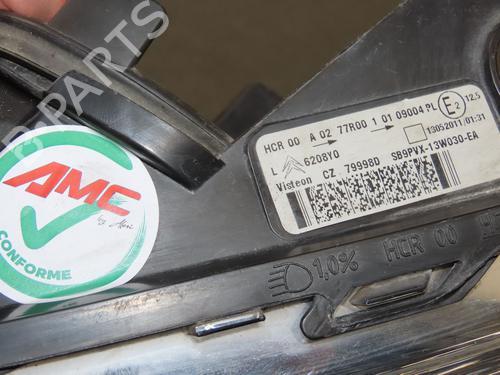 PARTS
HCR 00 A 02 77R00 1 01 09004 PL E2 12.5
13052011/01:31
L 6208Y0
Visteon CZ 799980 SB9PVX-13W030-EA
AMC
CONFORME
1,0% HCR 00